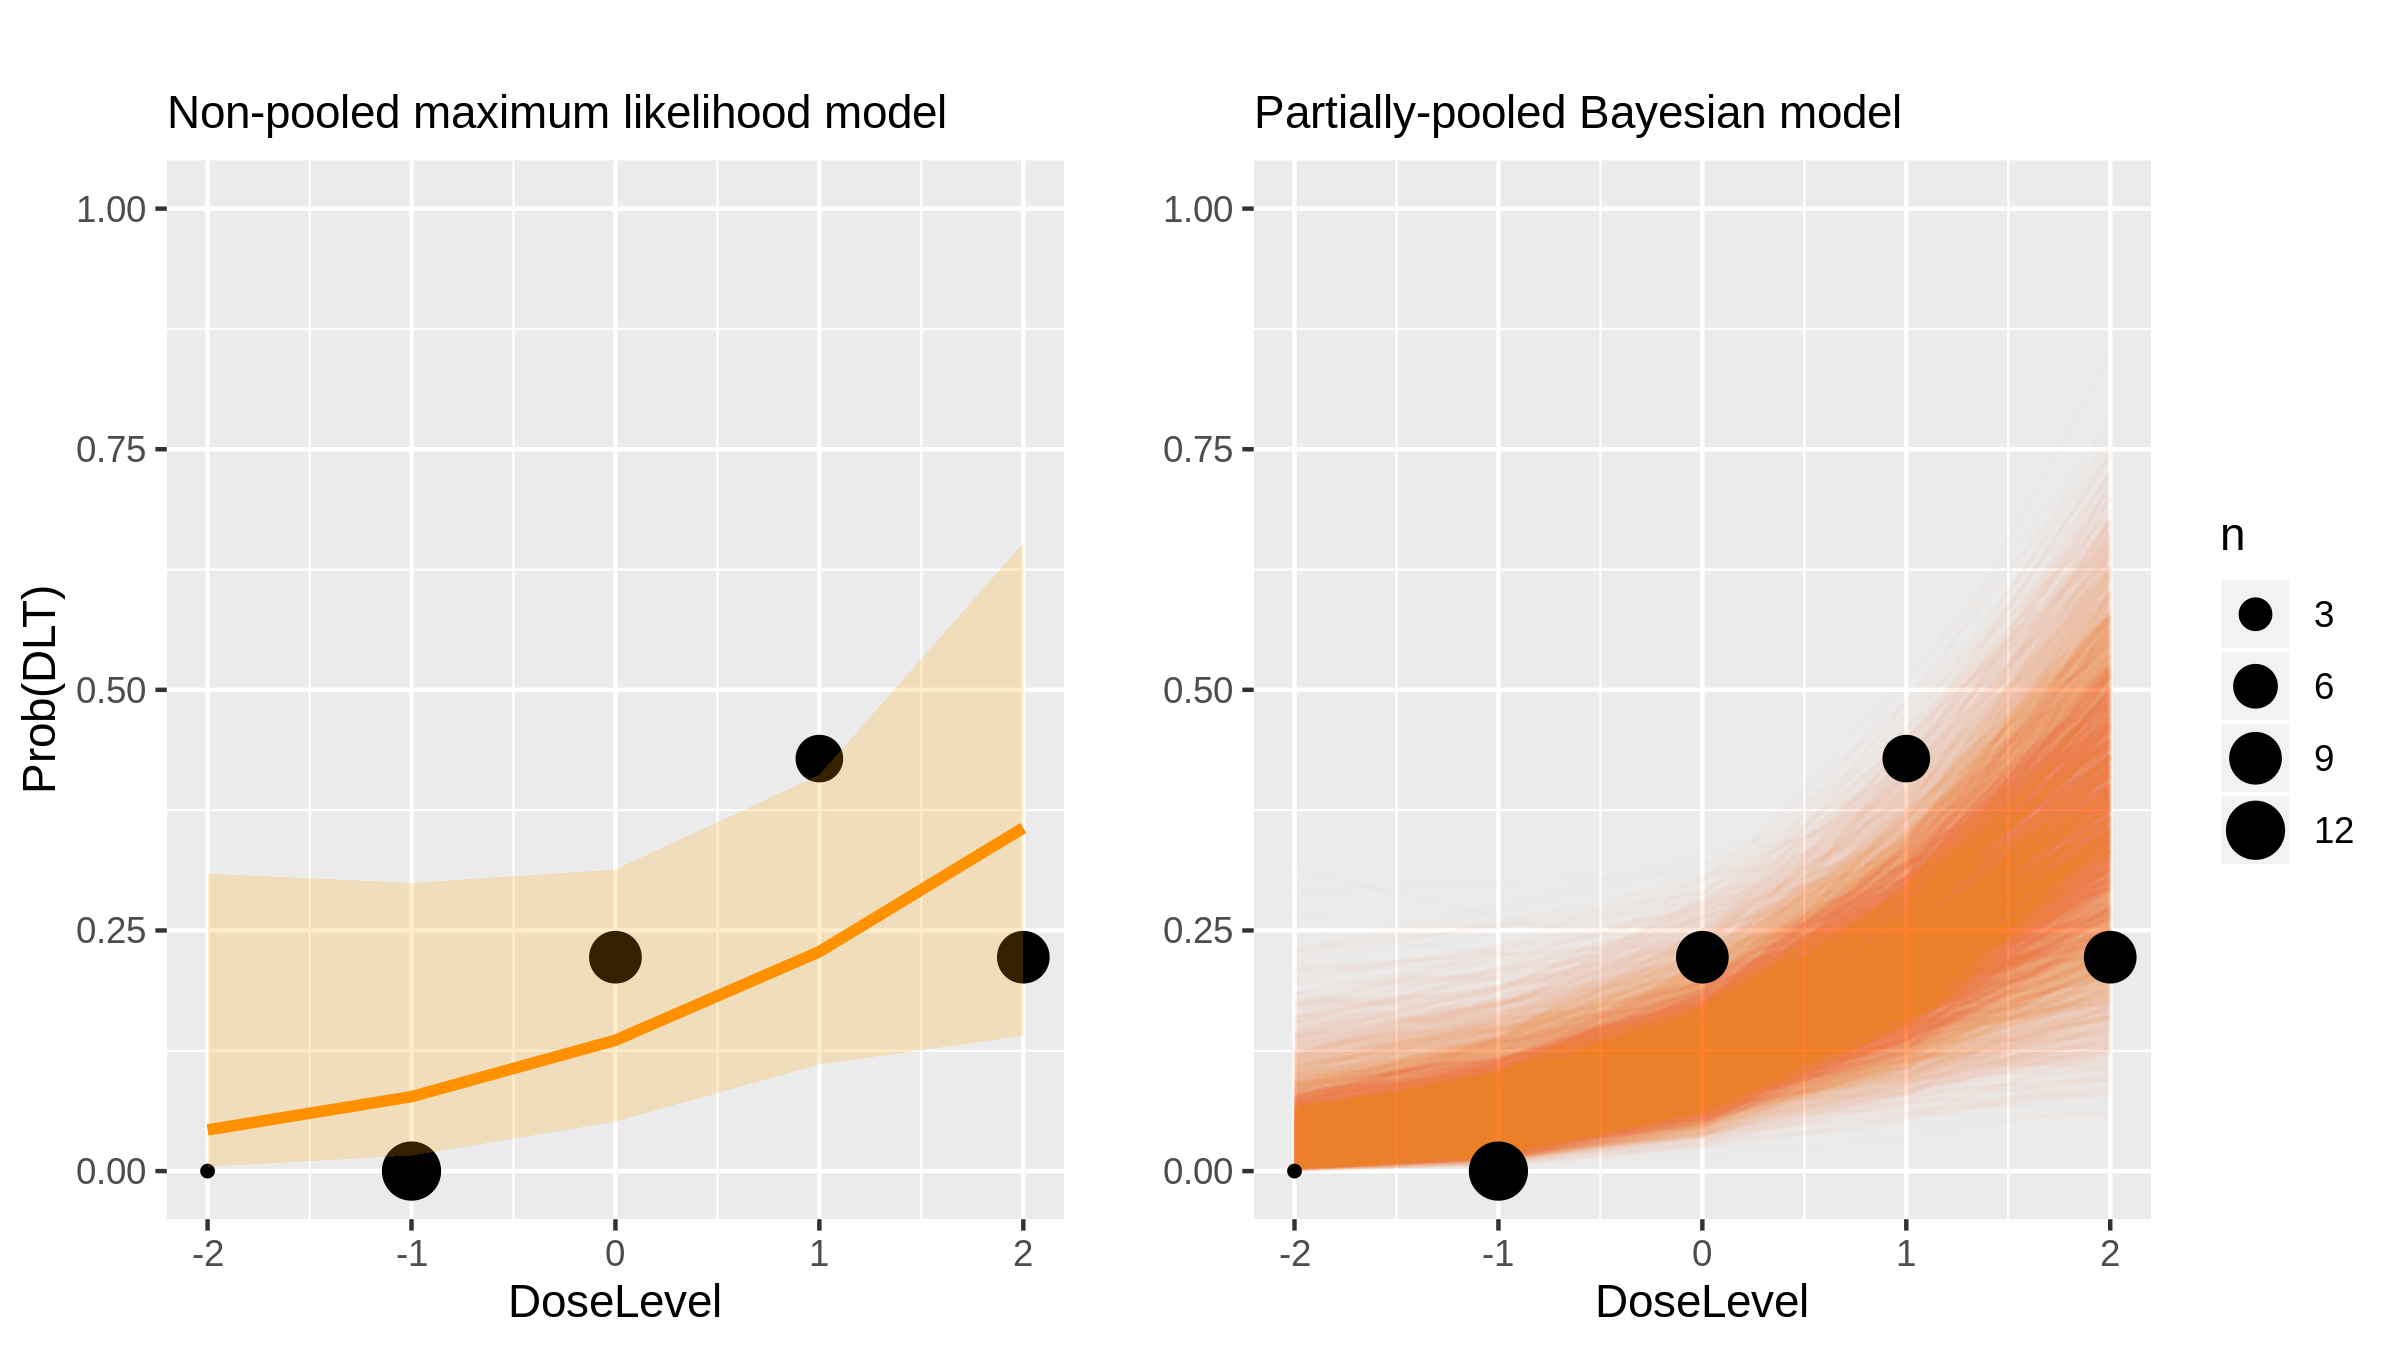 Non-pooled maximum likelihood model
Prob(DLT)
1.00
0.75
0.50
0.25
0.00
-2 -1 0 1 2
DoseLevel
Partially-pooled Bayesian model
1.00
0.75
0.50
0.25
0.00
-2 -1 0 1 2
DoseLevel
n
3
6
9
12